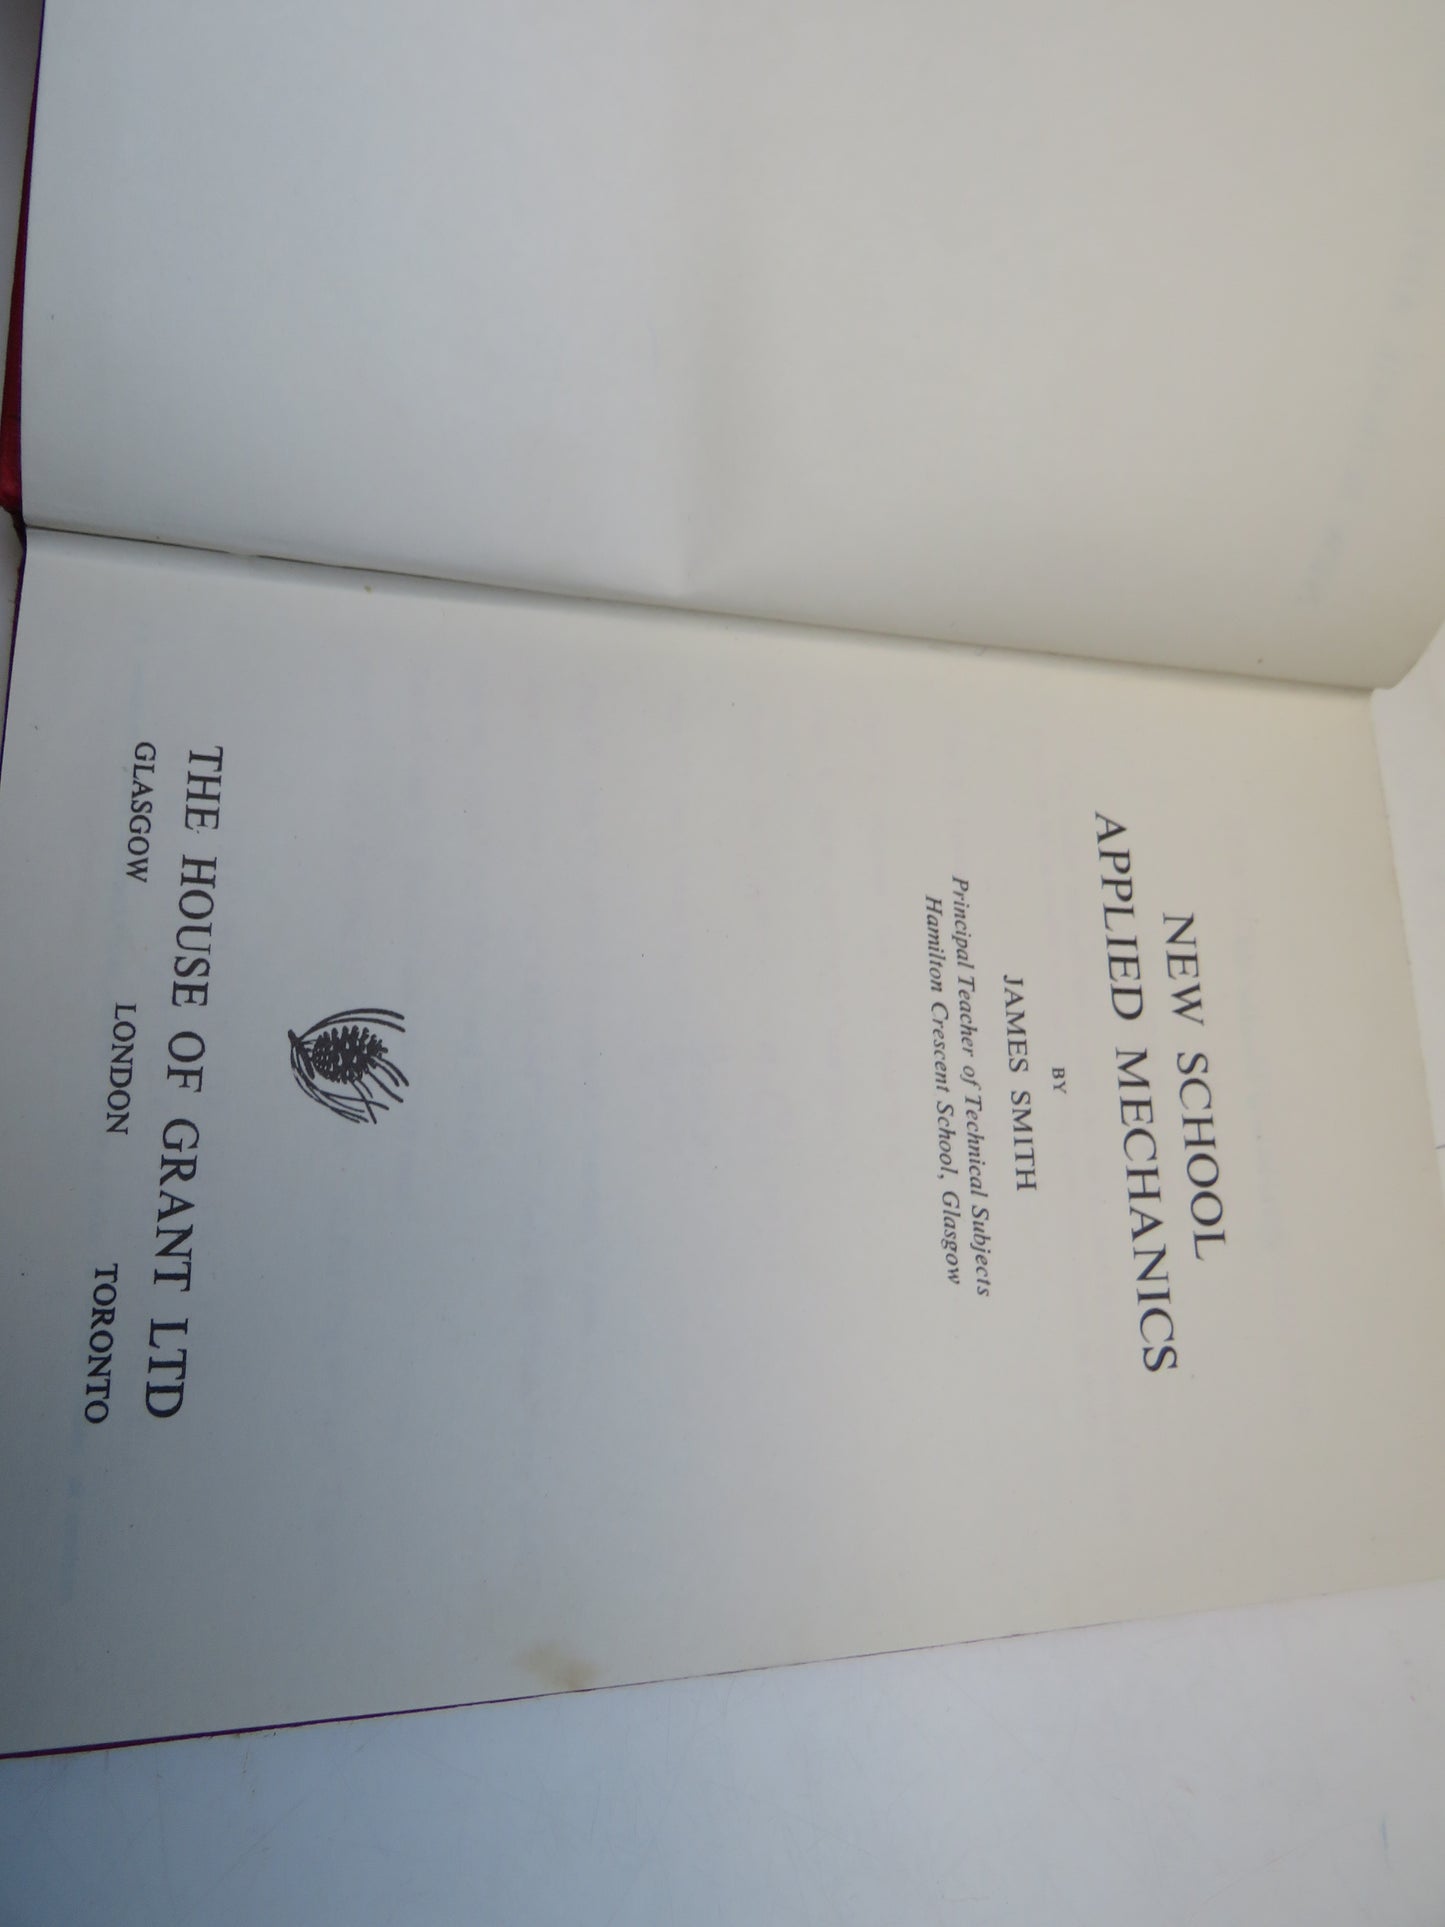 NEW SCHOOL
APPLIED MECHANICS
BY
JAMES SMITH
Principal Teacher of Technical Subjects
Hamilton Crescent School, Glasgow
THE HOUSE OF GRANT LTD
GLASGOW LONDON TORONTO